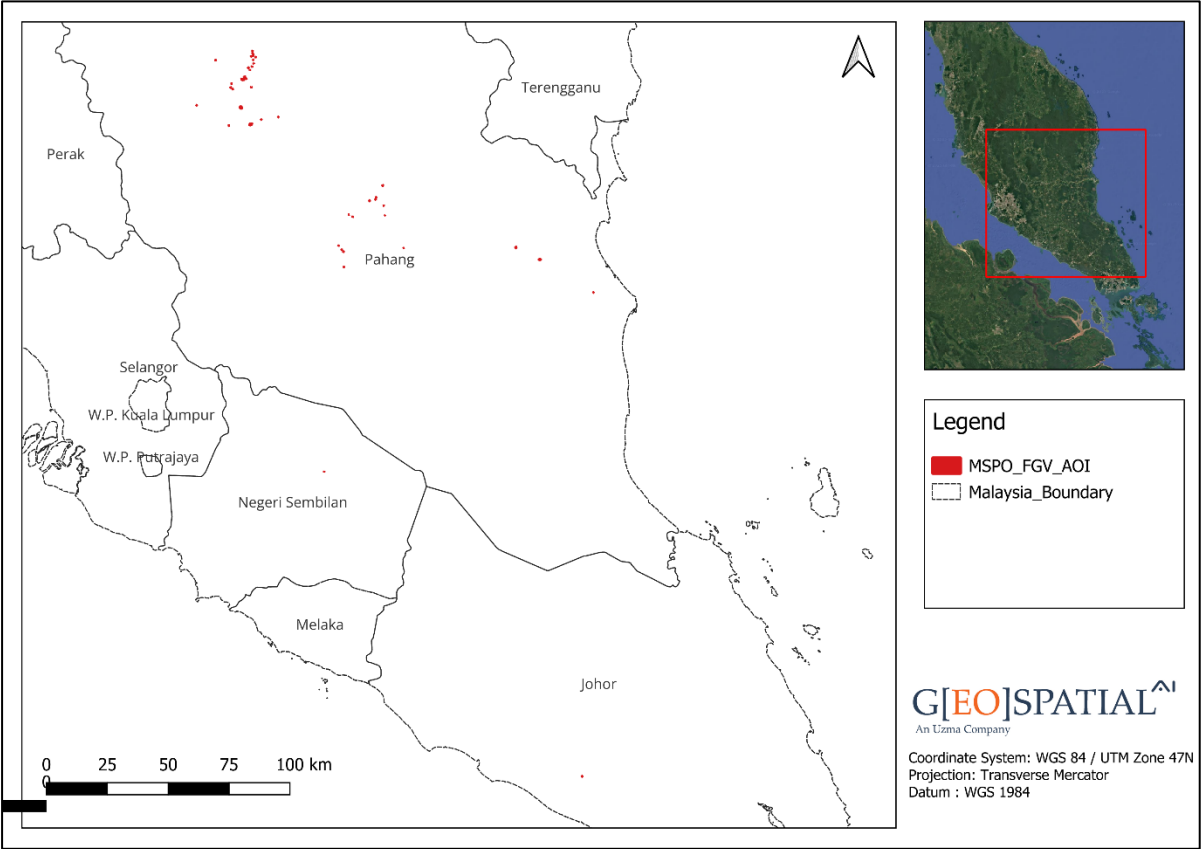 Terengganu
Perak
Pahang
Selangor
W.P. Kuala Lumpur
W.P. Putrajaya
Negeri Sembilan
Melaka
Johor
0 25 50 75 100 km
0
Legend
MSPO_FGV_AOI
Malaysia_Boundary
G[EO]SPATIAL^AI
An Uzma Company
Coordinate System: WGS 84 / UTM Zone 47N
Projection: Transverse Mercator
Datum : WGS 1984